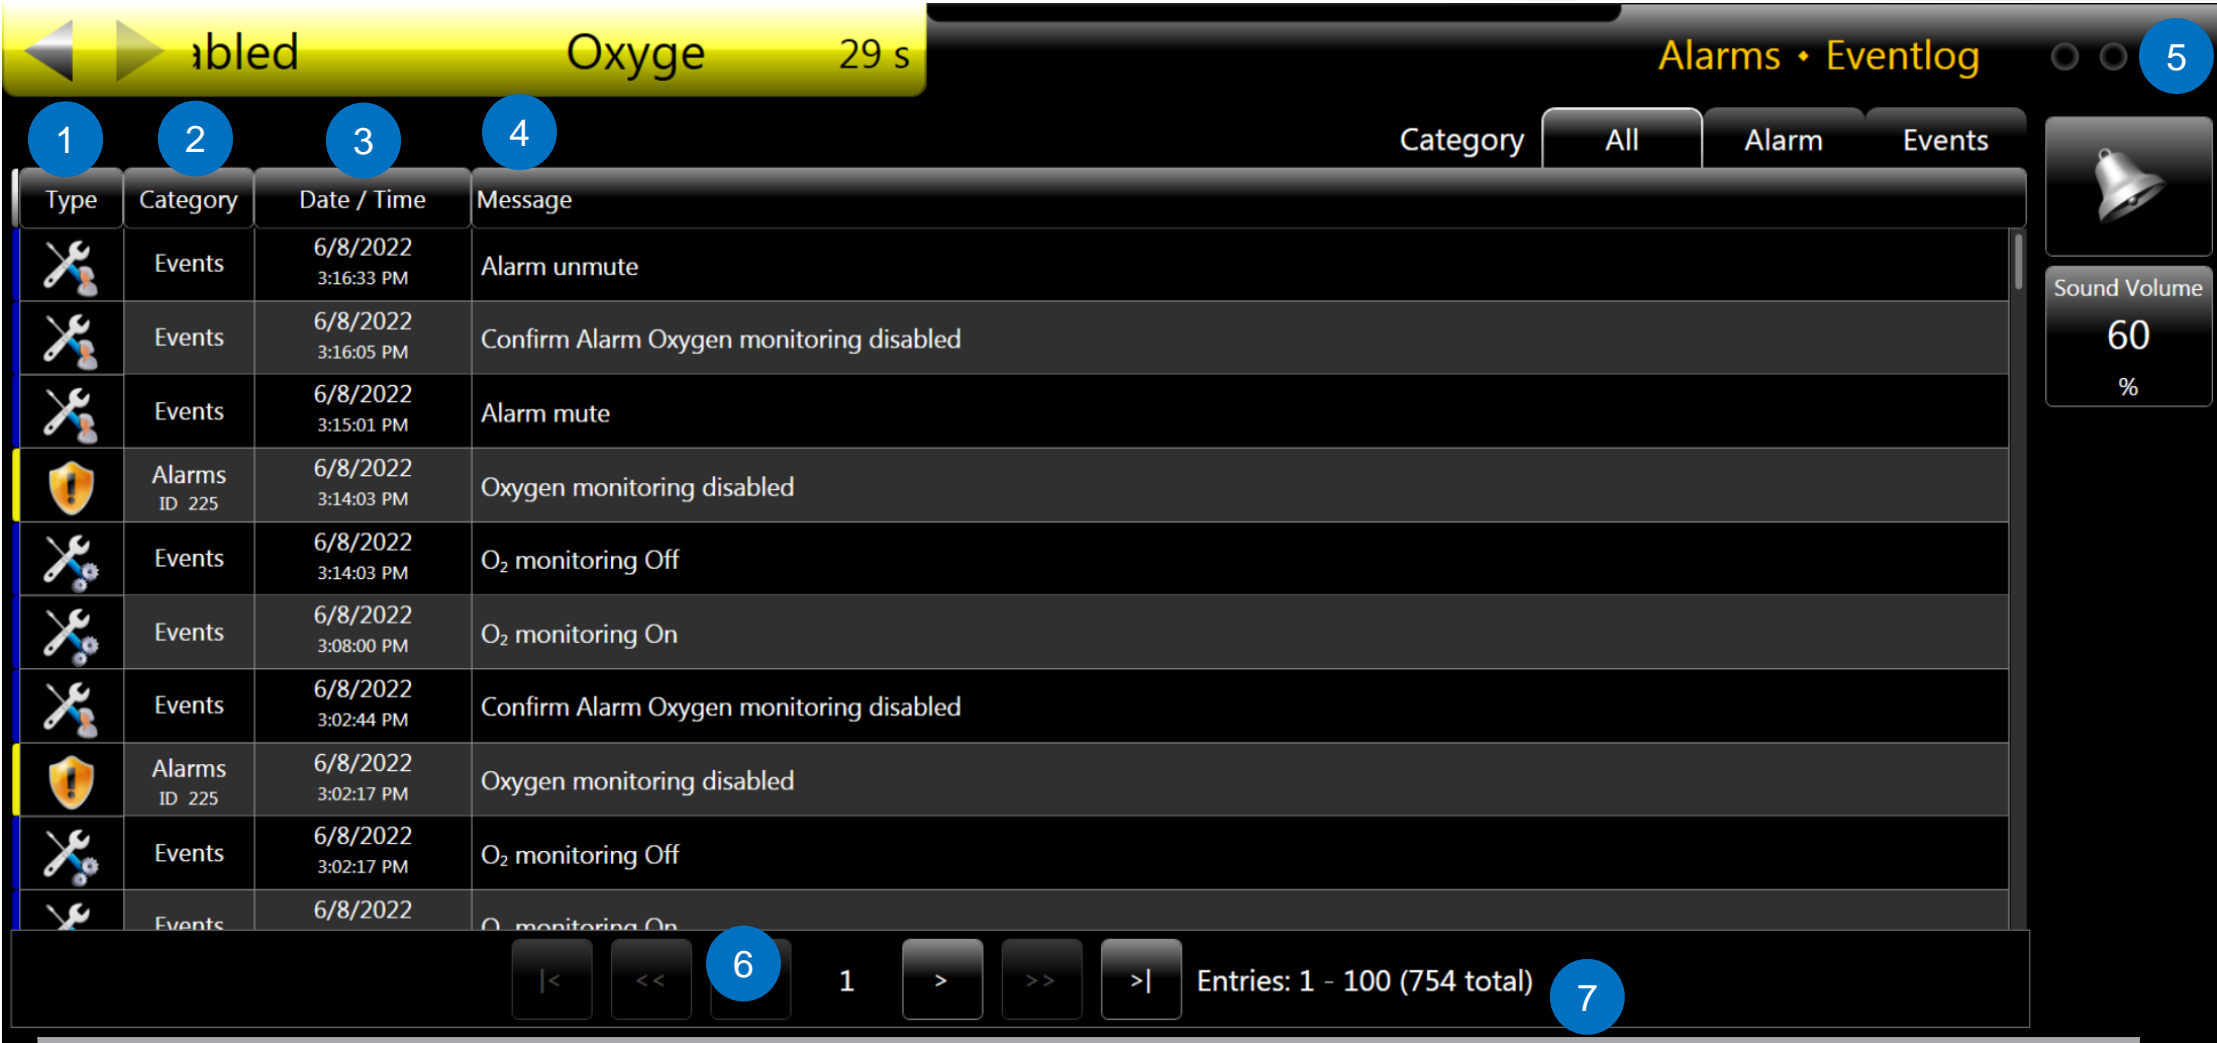 abled Oxyge 29 s
Alarms • Eventlog
5
1
2
3
4
Category All Alarm Events
Type Category Date / Time Message
Events 6/8/2022 3:16:33 PM Alarm unmute
Events 6/8/2022 3:16:05 PM Confirm Alarm Oxygen monitoring disabled
Events 6/8/2022 3:15:01 PM Alarm mute
Alarms ID 225 6/8/2022 3:14:03 PM Oxygen monitoring disabled
Events 6/8/2022 3:14:03 PM O₂ monitoring Off
Events 6/8/2022 3:08:00 PM O₂ monitoring On
Events 6/8/2022 3:02:44 PM Confirm Alarm Oxygen monitoring disabled
Alarms ID 225 6/8/2022 3:02:17 PM Oxygen monitoring disabled
Events 6/8/2022 3:02:17 PM O₂ monitoring Off
Events 6/8/2022 O₂ monitoring On
Sound Volume
60
%
|< << 6 1 > >> >| Entries: 1 - 100 (754 total)
7